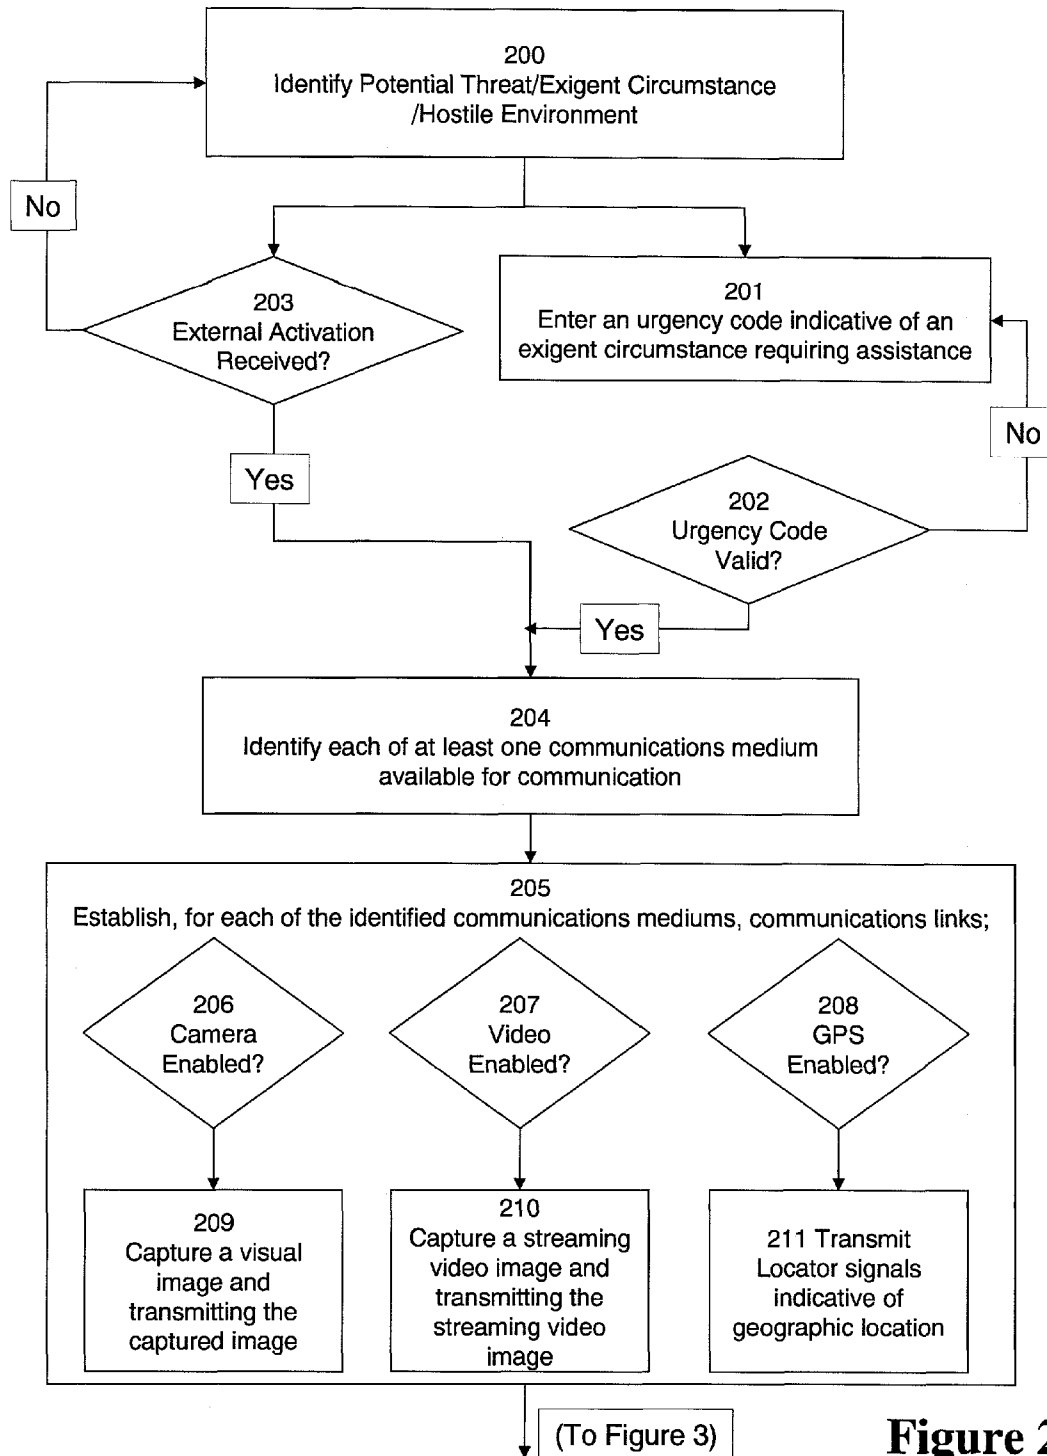 200
Identify Potential Threat/Exigent Circumstance
/Hostile Environment
No
203
External Activation
Received?
201
Enter an urgency code indicative of an
exigent circumstance requiring assistance
No
Yes
202
Urgency Code
Valid?
Yes
204
Identify each of at least one communications medium
available for communication
205
Establish, for each of the identified communications mediums, communications links;
206
Camera
Enabled?
207
Video
Enabled?
208
GPS
Enabled?
209
Capture a visual
image and
transmitting the
captured image
210
Capture a streaming
video image and
transmitting the
streaming video
image
211 Transmit
Locator signals
indicative of
geographic location
(To Figure 3)
Figure 2